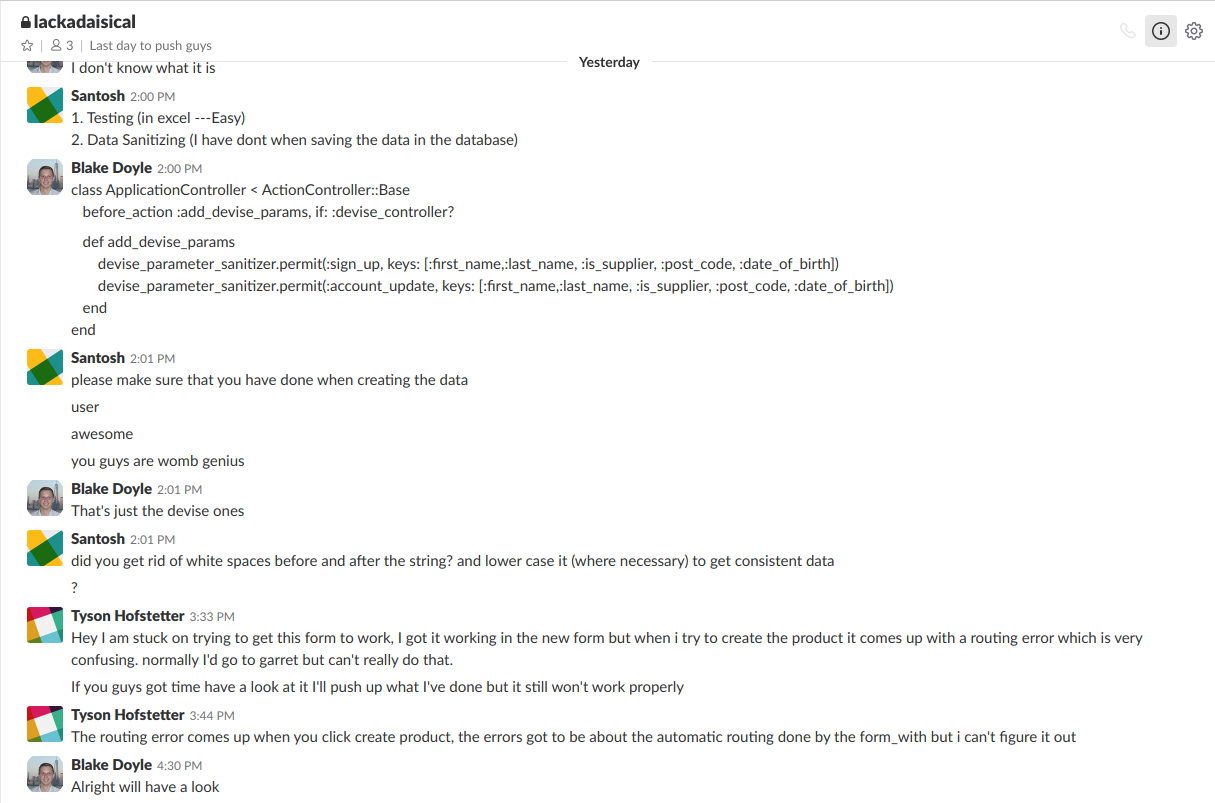 lackadaisical
3 | Last day to push guys
Yesterday
I don't know what it is
Santosh 2:00 PM
1. Testing (in excel ---Easy)
2. Data Sanitizing (I have dont when saving the data in the database)
Blake Doyle 2:00 PM
class ApplicationController < ActionController::Base
before_action :add_devise_params, if: :devise_controller?
def add_devise_params
devise_parameter_sanitizer.permit(:sign_up, keys: [:first_name,:last_name, :is_supplier, :post_code, :date_of_birth])
devise_parameter_sanitizer.permit(:account_update, keys: [:first_name,:last_name, :is_supplier, :post_code, :date_of_birth])
end
end
Santosh 2:01 PM
please make sure that you have done when creating the data
user
awesome
you guys are womb genius
Blake Doyle 2:01 PM
That's just the devise ones
Santosh 2:01 PM
did you get rid of white spaces before and after the string? and lower case it (where necessary) to get consistent data
?
Tyson Hofstetter 3:33 PM
Hey I am stuck on trying to get this form to work, I got it working in the new form but when i try to create the product it comes up with a routing error which is very
confusing. normally I'd go to garret but can't really do that.
If you guys got time have a look at it I'll push up what I've done but it still won't work properly
Tyson Hofstetter 3:44 PM
The routing error comes up when you click create product, the errors got to be about the automatic routing done by the form_with but i can't figure it out
Blake Doyle 4:30 PM
Alright will have a look